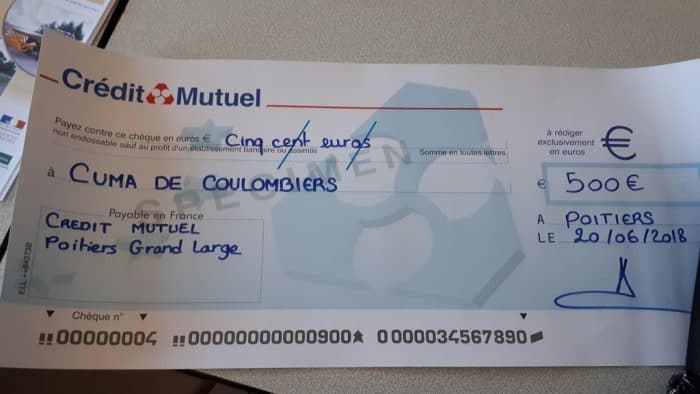 Crédit Mutuel
Payez contre ce chèque en euros € Cinq cent euros
non endossable sauf au profit d'un établissement bancaire ou assimilé
Somme en toutes lettres
à rédiger
exclusivement
en euros
€
à CUMA DE COULOMBIERS
€ 500 €
SPECIMEN
Payable en France
CREDIT MUTUEL
Poitiers Grand Large
A POITIERS
LE 20/06/2018
Chèque n°
00000004 00000000000900 0000034567890